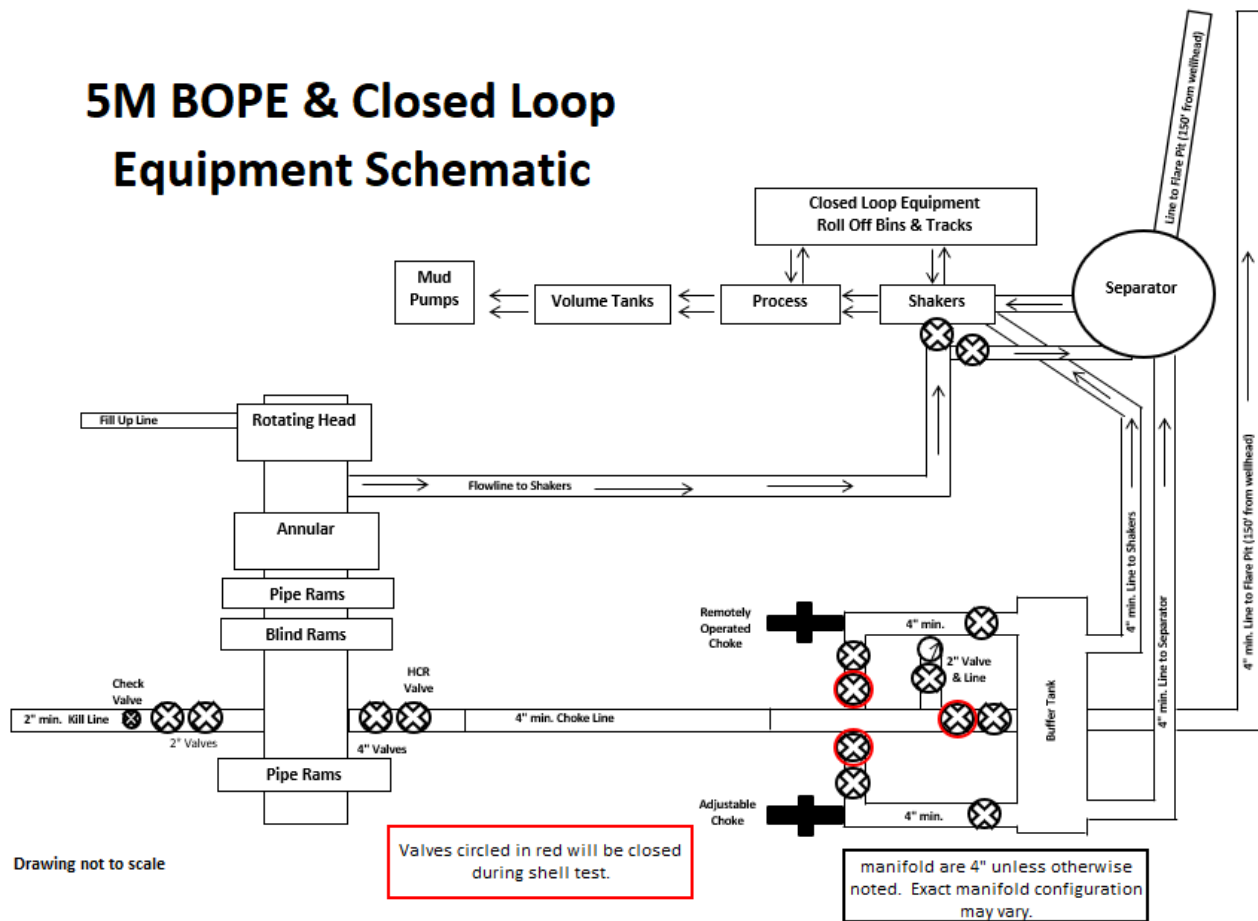 5M BOPE & Closed Loop
Equipment Schematic
Line to Flare Pit (150' from wellhead)
Closed Loop Equipment
Roll Off Bins & Tracks
Mud
Pumps
Volume Tanks
Process
Shakers
Separator
Fill Up Line
Rotating Head
Flowline to Shakers
Annular
Pipe Rams
Blind Rams
Check
Valve
HCR
Valve
2" min. Kill Line
2" Valves
4" Valves
4" min. Choke Line
Pipe Rams
Remotely
Operated
Choke
4" min.
2" Valve
& Line
Adjustable
Choke
4" min.
Buffer Tank
4" min. Line to Shakers
4" min. Line to Separator
4" min. Line to Flare Pit (150' from wellhead)
Drawing not to scale
Valves circled in red will be closed
during shell test.
manifold are 4" unless otherwise
noted. Exact manifold configuration
may vary.